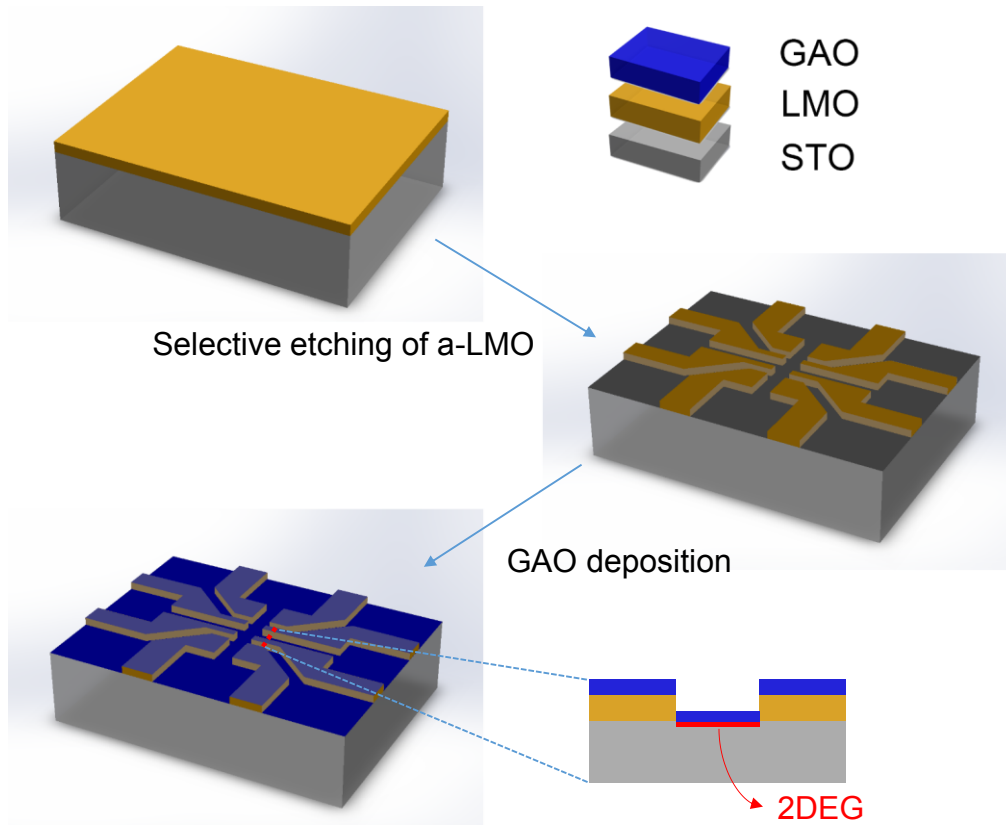 GAO
LMO
STO
Selective etching of a-LMO
GAO deposition
2DEG